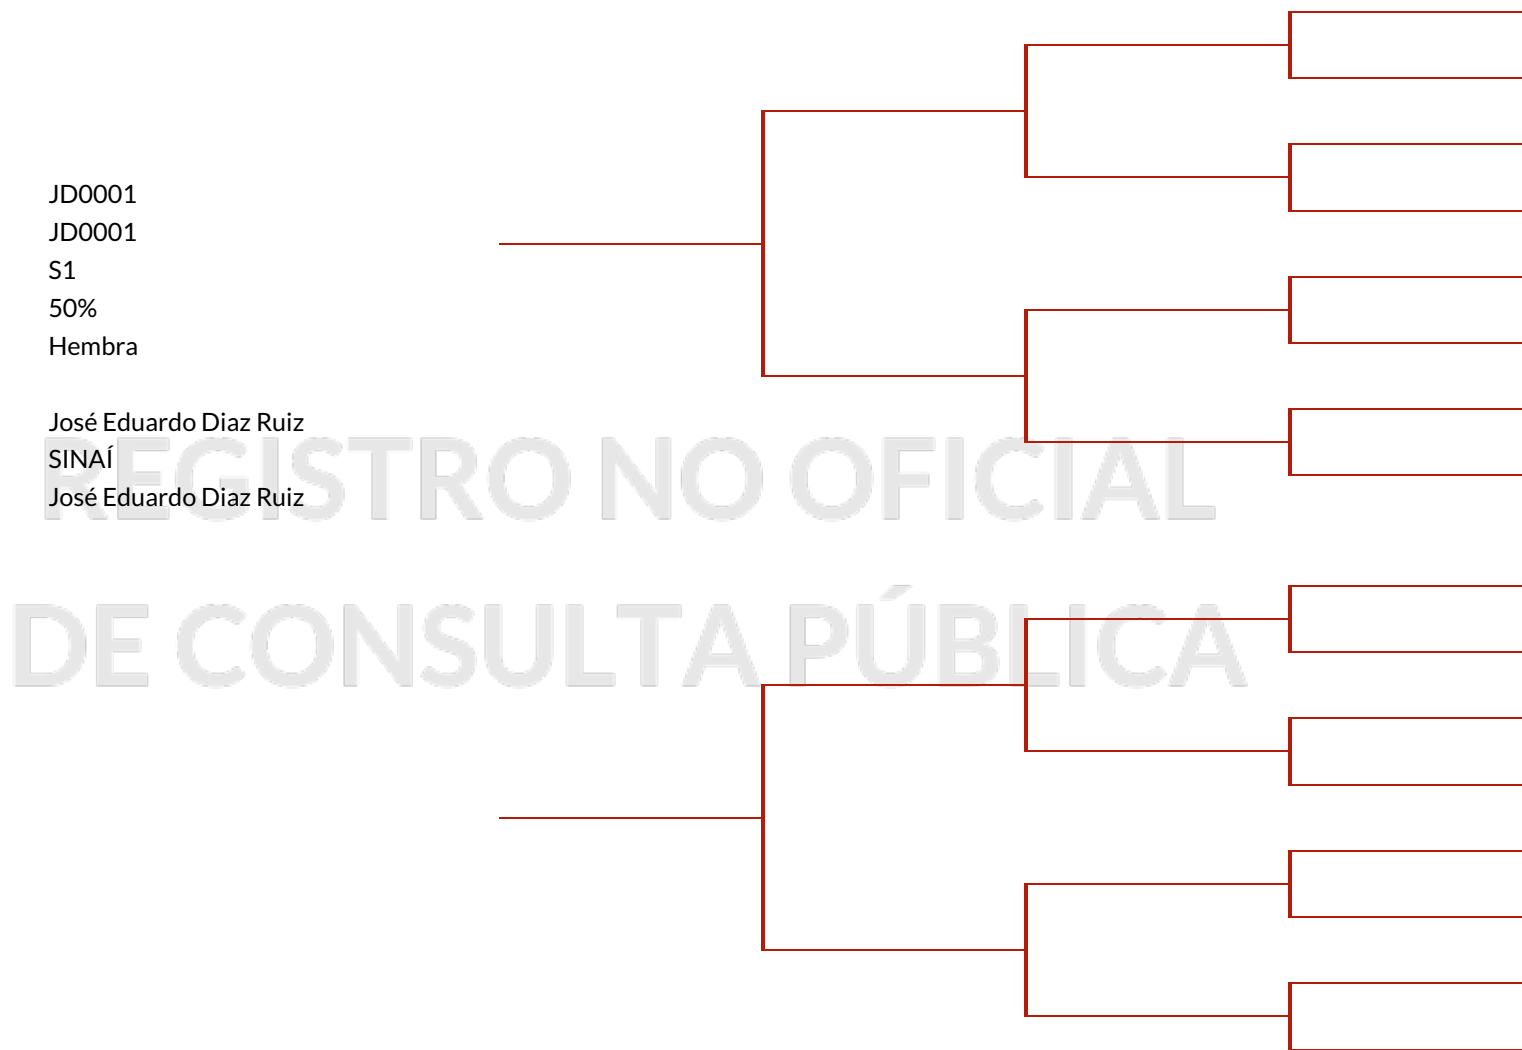 JD0001
JD0001
S1
50%
Hembra
José Eduardo Diaz Ruiz
SINAÍ
José Eduardo Diaz Ruiz
REGISTRO NO OFICIAL
DE CONSULTA PÚBLICA